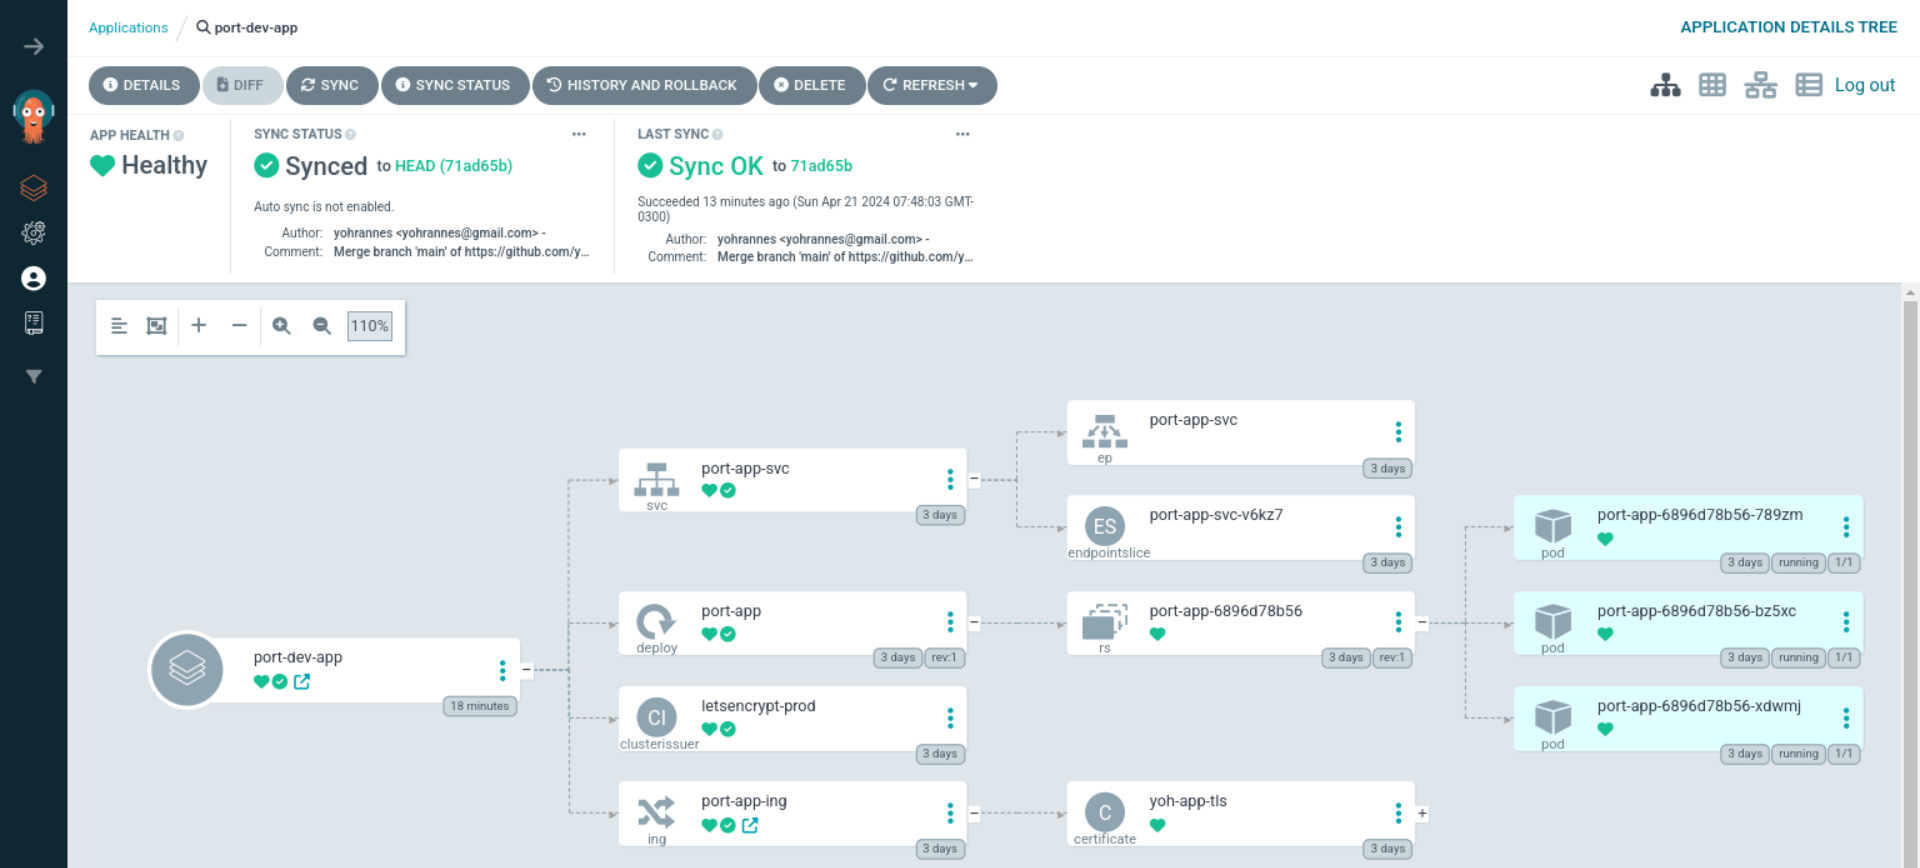 Applications / port-dev-app
APPLICATION DETAILS TREE
DETAILS DIFF SYNC SYNC STATUS HISTORY AND ROLLBACK DELETE REFRESH
Log out
APP HEALTH
Healthy
SYNC STATUS
Synced to HEAD (71ad65b)
Auto sync is not enabled.
Author: yohrannes <yohrannes@gmail.com> -
Comment: Merge branch 'main' of https://github.com/y...
LAST SYNC
Sync OK to 71ad65b
Succeeded 13 minutes ago (Sun Apr 21 2024 07:48:03 GMT-
0300)
Author: yohrannes <yohrannes@gmail.com> -
Comment: Merge branch 'main' of https://github.com/y...
110%
port-dev-app
18 minutes
port-app-svc
svc
3 days
port-app
deploy
3 days rev:1
letsencrypt-prod
CI
clusterissuer
3 days
port-app-ing
ing
3 days
port-app-svc
ep
3 days
port-app-svc-v6kz7
ES
endpointslice
3 days
port-app-6896d78b56
rs
3 days rev:1
yoh-app-tls
C
certificate
3 days
port-app-6896d78b56-789zm
pod
3 days running 1/1
port-app-6896d78b56-bz5xc
pod
3 days running 1/1
port-app-6896d78b56-xdwmj
pod
3 days running 1/1